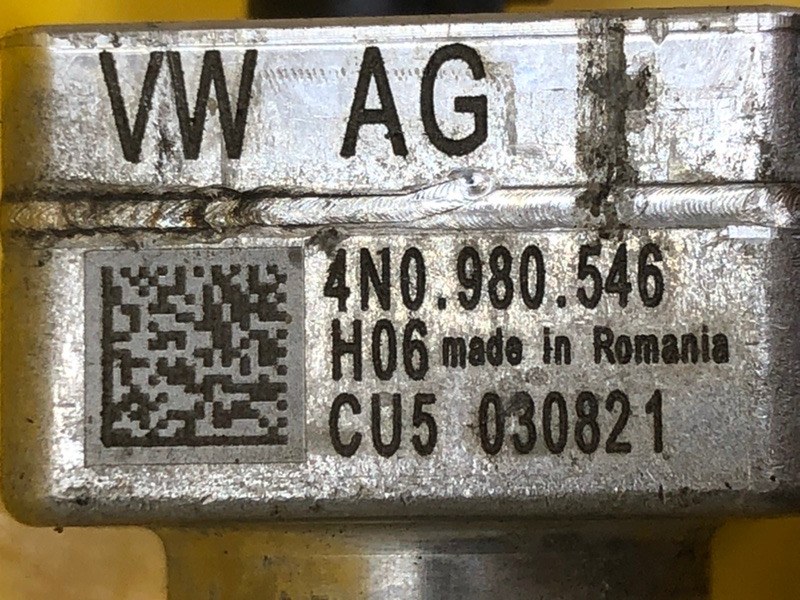 VW AG
4N0.980.546
H06 made in Romania
CU5 030821